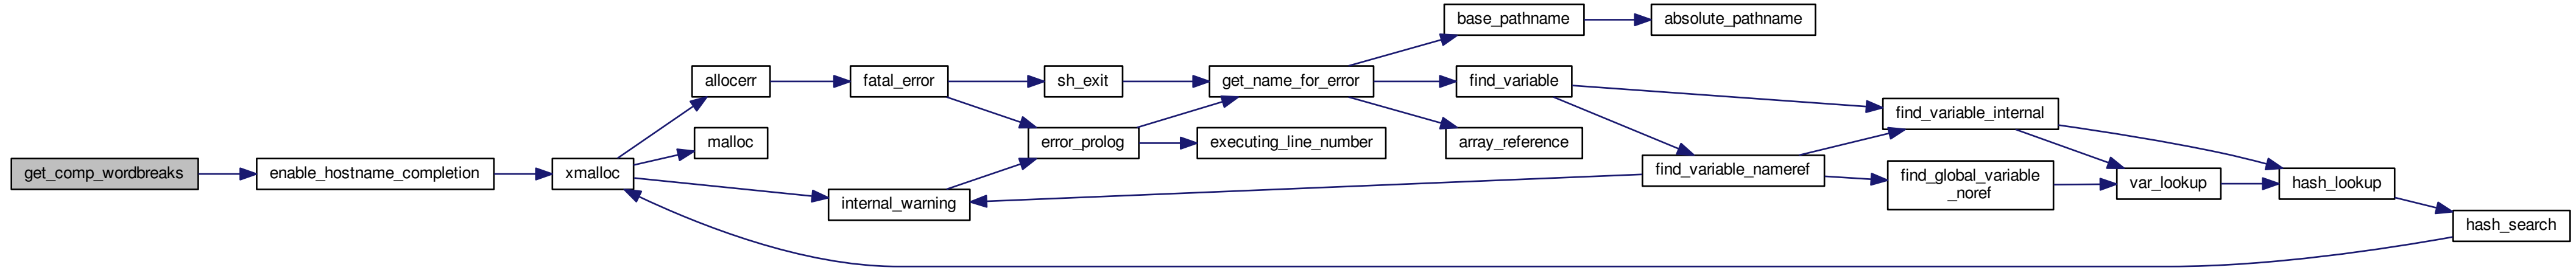 get_comp_wordbreaks
enable_hostname_completion
xmalloc
allocerr
malloc
internal_warning
fatal_error
sh_exit
error_prolog
get_name_for_error
executing_line_number
base_pathname
find_variable
array_reference
absolute_pathname
find_variable_nameref
find_variable_internal
find_global_variable
_noref
var_lookup
hash_lookup
hash_search